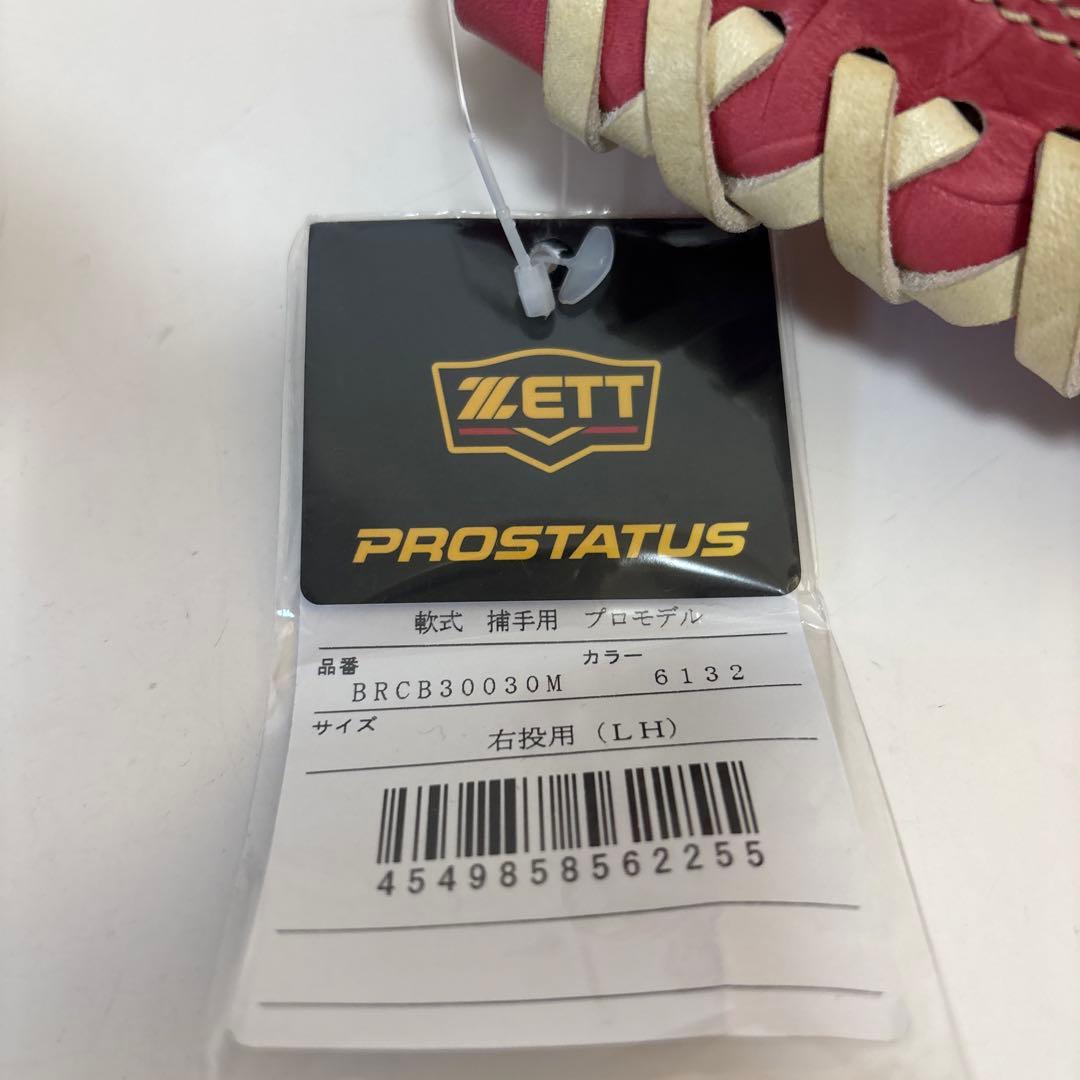 ZETT
PROSTATUS
軟式 捕手用 プロモデル
品番 BRCB30030M カラー 6132
サイズ 右投用（LH）
4549858562255